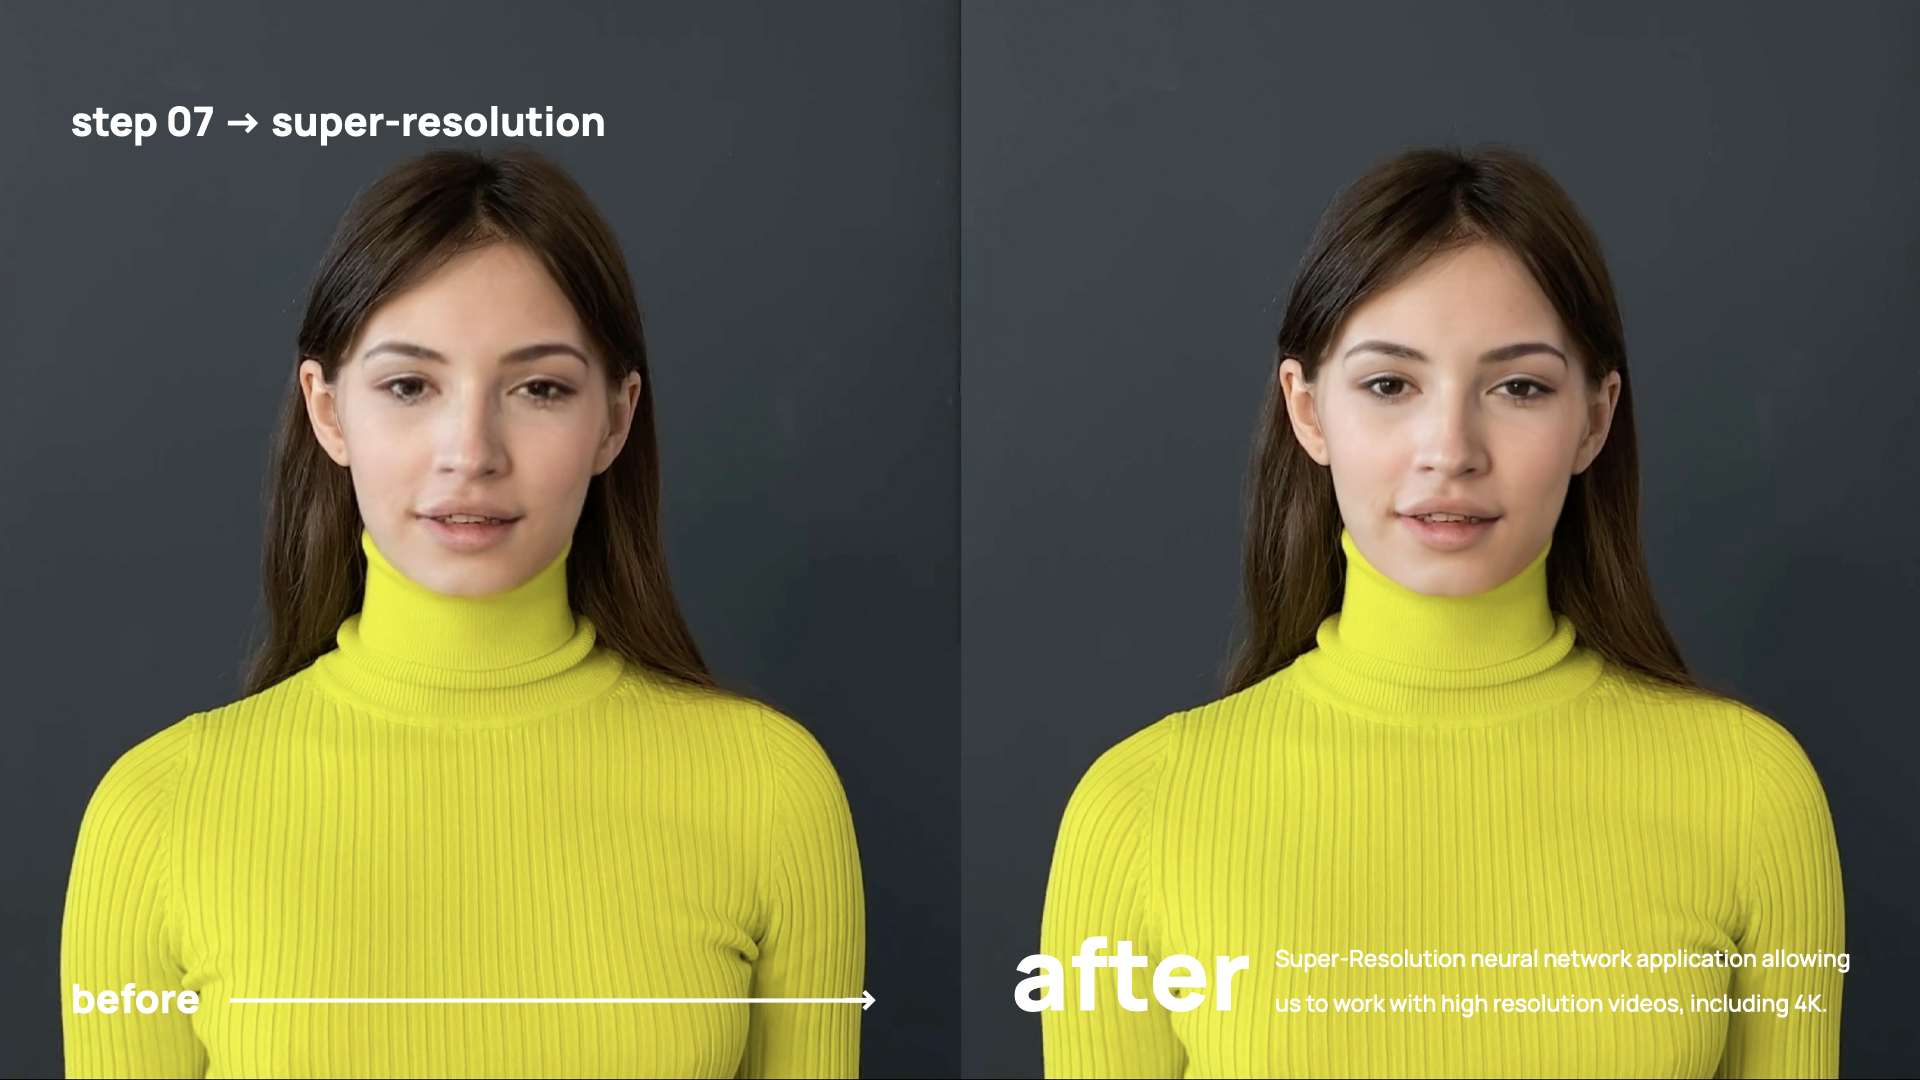 step 07 → super-resolution
before
after
Super-Resolution neural network application allowing
us to work with high resolution videos, including 4K.